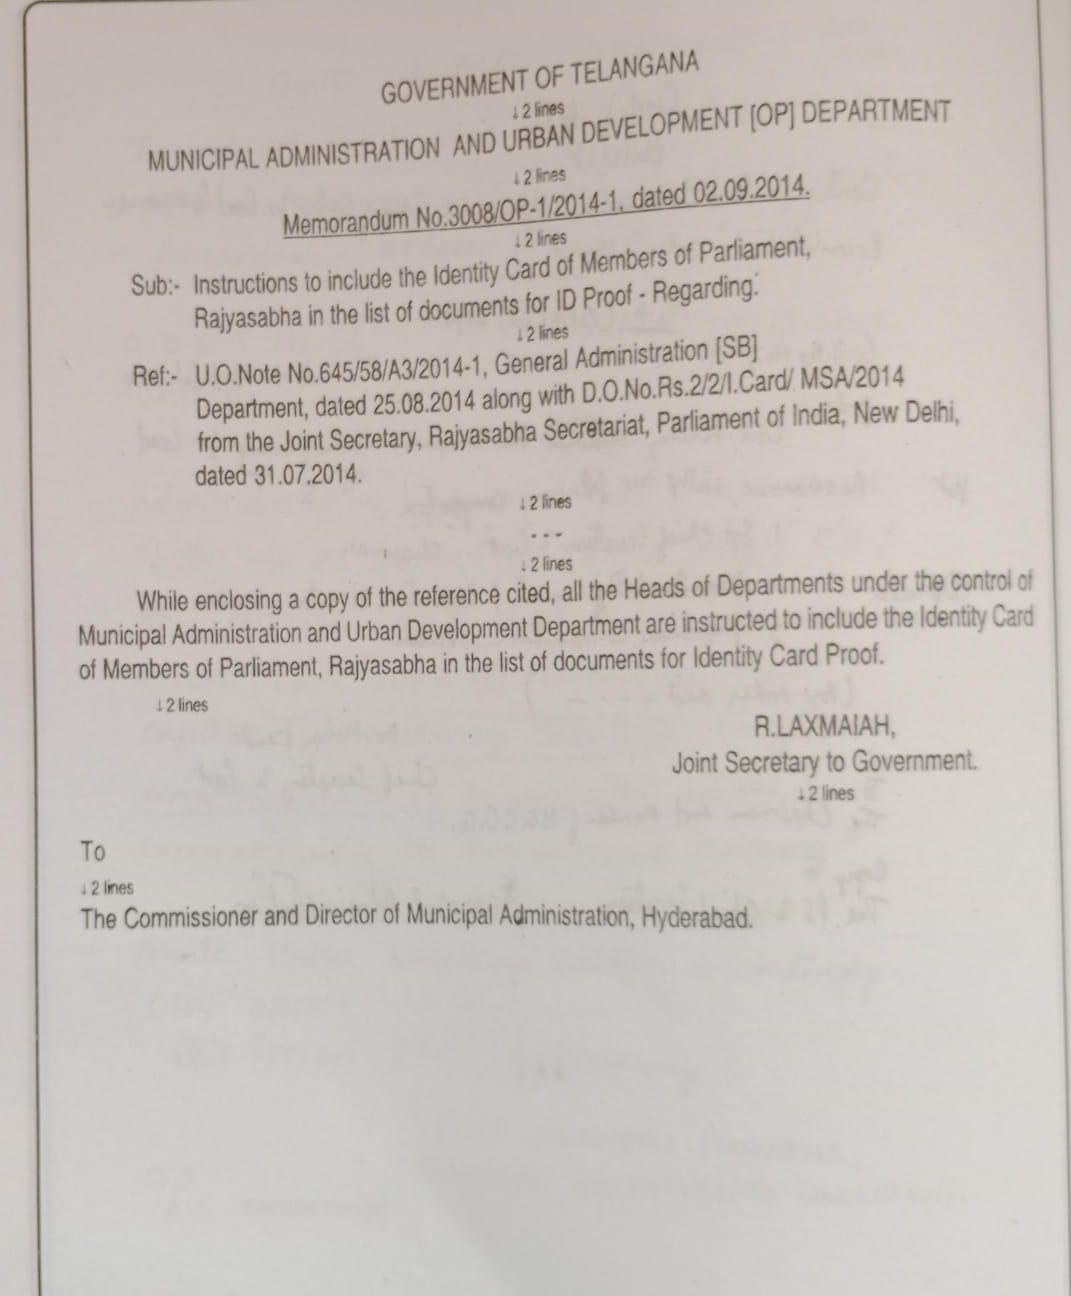 GOVERNMENT OF TELANGANA
↓2 lines
MUNICIPAL ADMINISTRATION AND URBAN DEVELOPMENT [OP] DEPARTMENT
↓2 lines
Memorandum No.3008/OP-1/2014-1, dated 02.09.2014.
↓2 lines
Sub:- Instructions to include the Identity Card of Members of Parliament,
Rajyasabha in the list of documents for ID Proof - Regarding.
↓2 lines
Ref:- U.O.Note No.645/58/A3/2014-1, General Administration [SB]
Department, dated 25.08.2014 along with D.O.No.Rs.2/2/I.Card/ MSA/2014
from the Joint Secretary, Rajyasabha Secretariat, Parliament of India, New Delhi,
dated 31.07.2014.
↓2 lines
- - -
↓2 lines
While enclosing a copy of the reference cited, all the Heads of Departments under the control of
Municipal Administration and Urban Development Department are instructed to include the Identity Card
of Members of Parliament, Rajyasabha in the list of documents for Identity Card Proof.
↓2 lines
R.LAXMAIAH,
Joint Secretary to Government.
↓2 lines
To
↓2 lines
The Commissioner and Director of Municipal Administration, Hyderabad.